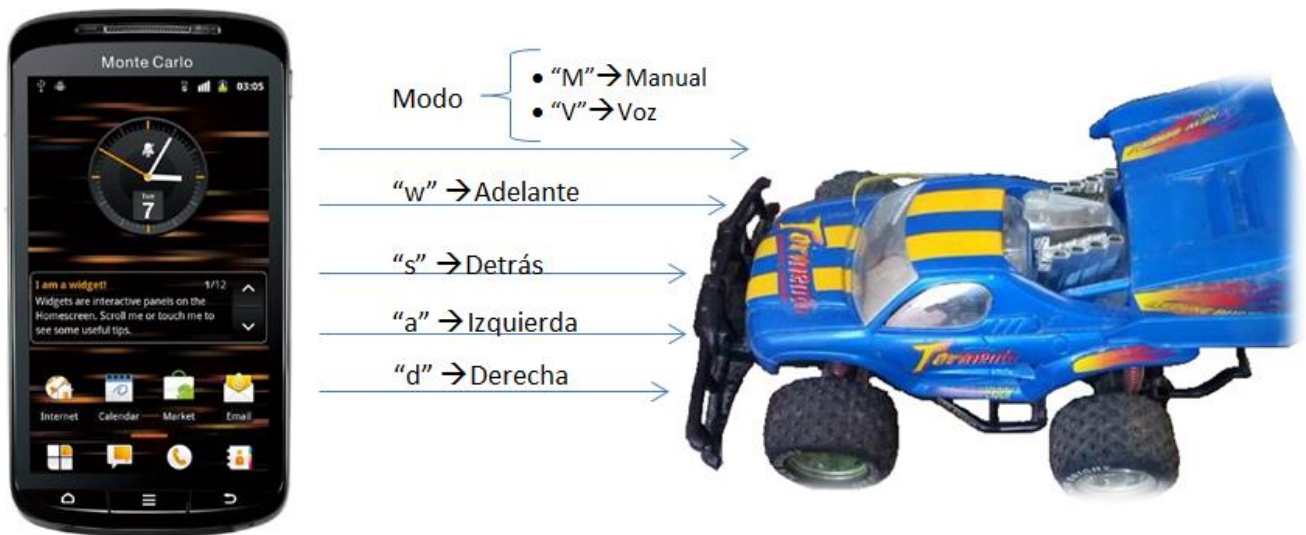 Monte Carlo
03:05
TUE
7
I am a widget!
1/12
Widgets are interactive panels on the
Homescreen. Scroll me or touch me to
see some useful tips.
Internet Calendar Market Email
Modo
• “M”→Manual
• “V”→Voz
“w” →Adelante
“s” →Detrás
“a” →Izquierda
“d” →Derecha
Tornado